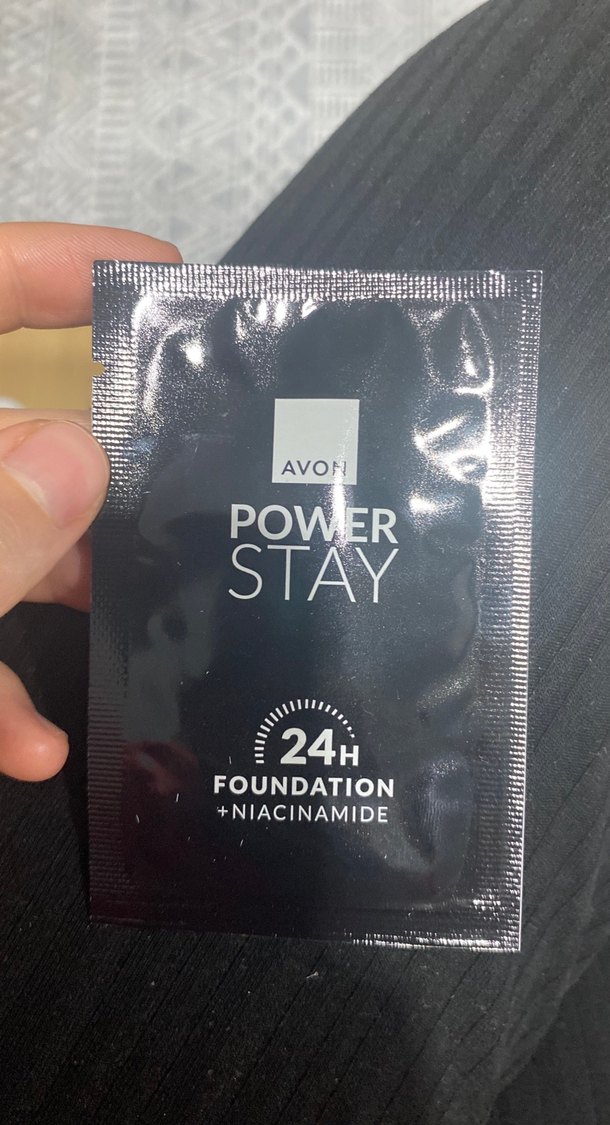 AVON
POWER
STAY
24H
FOUNDATION
+NIACINAMIDE